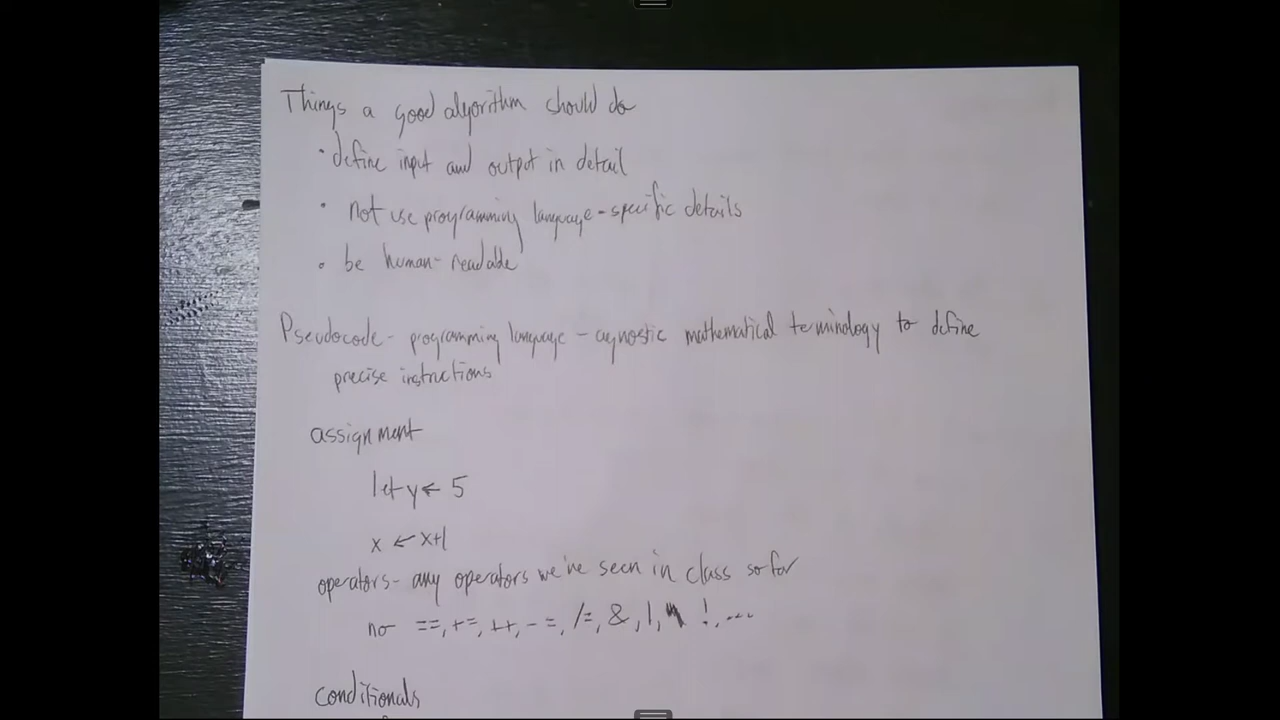 Things a good algorithm should do
• define input and output in detail
• not use programming language-specific details
• be human-readable
Pseudocode - programming language-agnostic mathematical terminology to define
precise instructions
assignment
let y ← 5
x ← x+1
operators - any operators we've seen in class so far
no ==, +=, ++, -=, /=, &, |, !, ...
conditionals